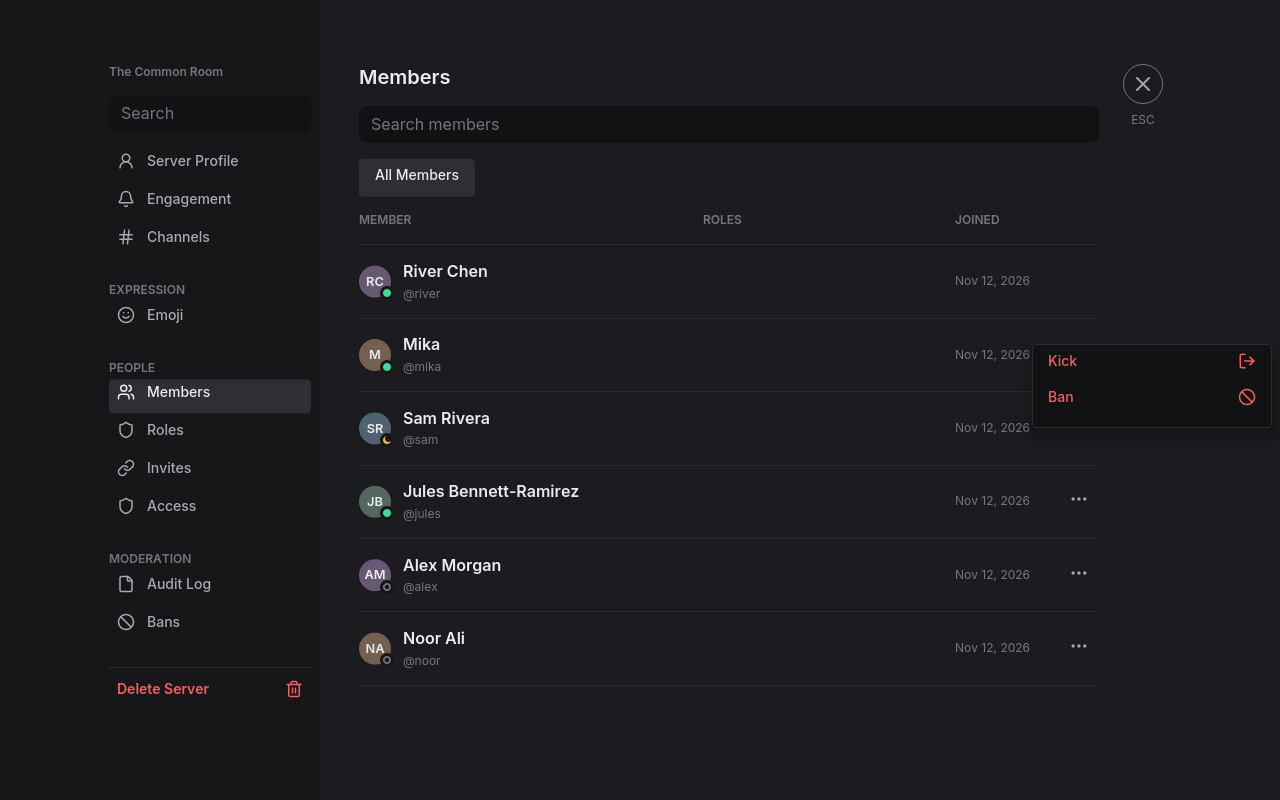 The Common Room
Search
Server Profile
Engagement
Channels
EXPRESSION
Emoji
PEOPLE
Members
Roles
Invites
Access
MODERATION
Audit Log
Bans
Delete Server
Members
Search members
ESC
All Members
MEMBER ROLES JOINED
RC River Chen
@river
Nov 12, 2026
M Mika
@mika
Nov 12, 2026
SR Sam Rivera
@sam
Nov 12, 2026
JB Jules Bennett-Ramirez
@jules
Nov 12, 2026
AM Alex Morgan
@alex
Nov 12, 2026
NA Noor Ali
@noor
Nov 12, 2026
Kick
Ban